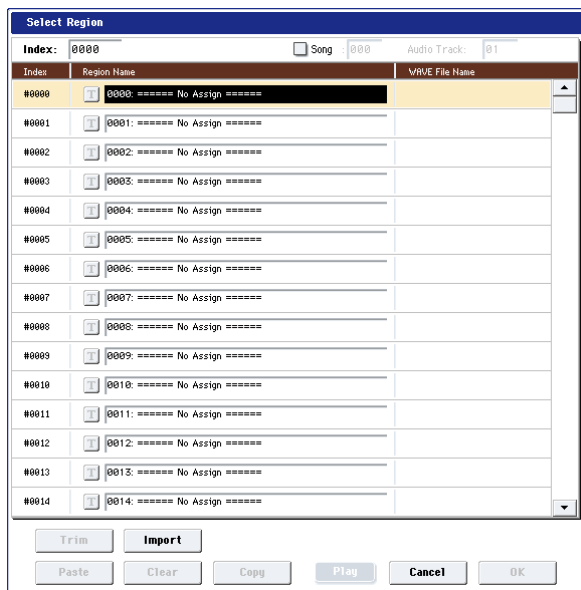 Select Region
Index: 0000 Song : 000 Audio Track: 01
Index Region Name WAVE File Name
#0000 T 0000: ====== No Assign ======
#0001 T 0001: ====== No Assign ======
#0002 T 0002: ====== No Assign ======
#0003 T 0003: ====== No Assign ======
#0004 T 0004: ====== No Assign ======
#0005 T 0005: ====== No Assign ======
#0006 T 0006: ====== No Assign ======
#0007 T 0007: ====== No Assign ======
#0008 T 0008: ====== No Assign ======
#0009 T 0009: ====== No Assign ======
#0010 T 0010: ====== No Assign ======
#0011 T 0011: ====== No Assign ======
#0012 T 0012: ====== No Assign ======
#0013 T 0013: ====== No Assign ======
#0014 T 0014: ====== No Assign ======
Trim Import
Paste Clear Copy Play Cancel OK